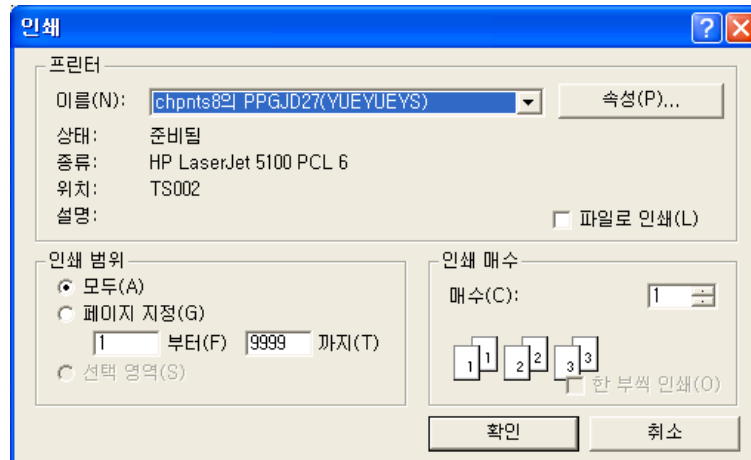 인쇄
프린터
이름(N): chpnts8의 PPGJD27(YUEYUEYS) 속성(P)...
상태: 준비됨
종류: HP LaserJet 5100 PCL 6
위치: TS002
설명: 파일로 인쇄(L)
인쇄 범위
모두(A)
페이지 지정(G)
1 부터(F) 9999 까지(T)
선택 영역(S)
인쇄 매수
매수(C): 1
1 1 2 2 3 3
한 부씩 인쇄(O)
확인 취소